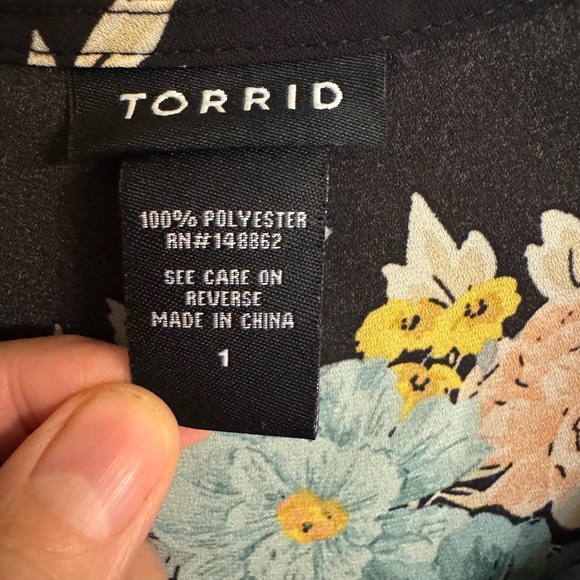 TORRID
100% POLYESTER
RN#148862
SEE CARE ON
REVERSE
MADE IN CHINA
1